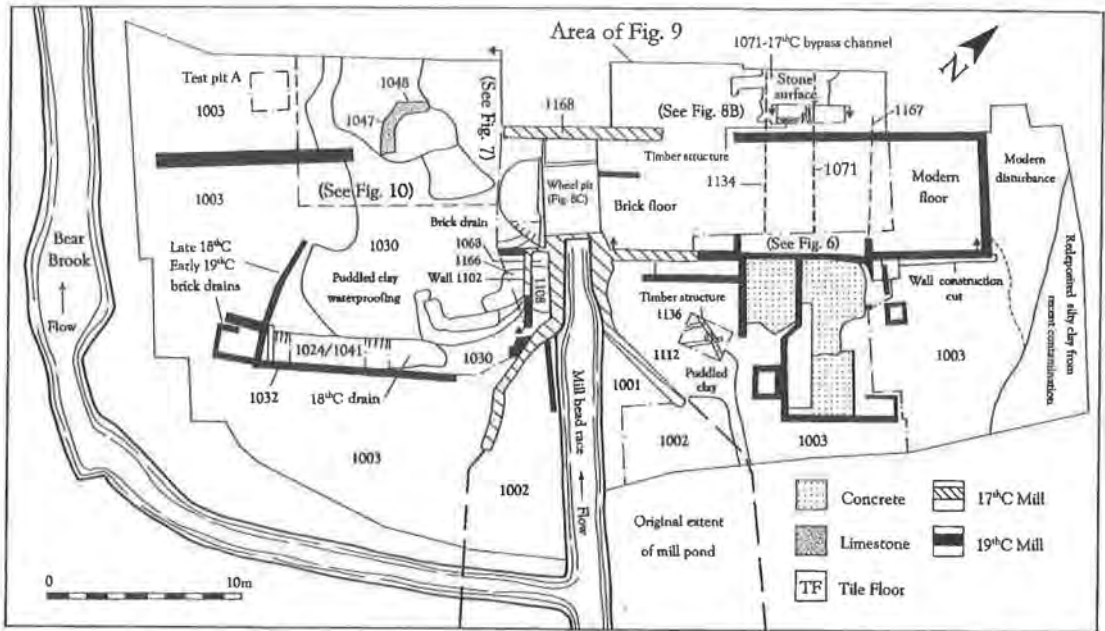 Area of Fig. 9
1071-17thC bypass channel
N
Test pit A
1003
1048
1047
(See Fig. 7)
1168
Stone
surface
(See Fig. 8B)
1167
Timber structure
1134
1071
Modern
disturbance
1003
(See Fig. 10)
Wheel pit
(Fig. 8C)
Brick floor
Modern
floor
Bear
Brook
Flow
Late 18thC
Early 19thC
brick drains
1030
Brick drain
1068
1166
Wall 1102
1108
(See Fig. 6)
Puddled clay
waterproofing
Timber structure
1136
Wall construction
cut
Redeposited silty clay from
recent contamination
1024/1041
1030
1112
Puddled
clay
1003
1032
18thC drain
1001
Mill head race
Flow
1002
1003
1003
1002
Original extent
of mill pond
Concrete
17thC Mill
Limestone
19thC Mill
TF
Tile Floor
0
10m